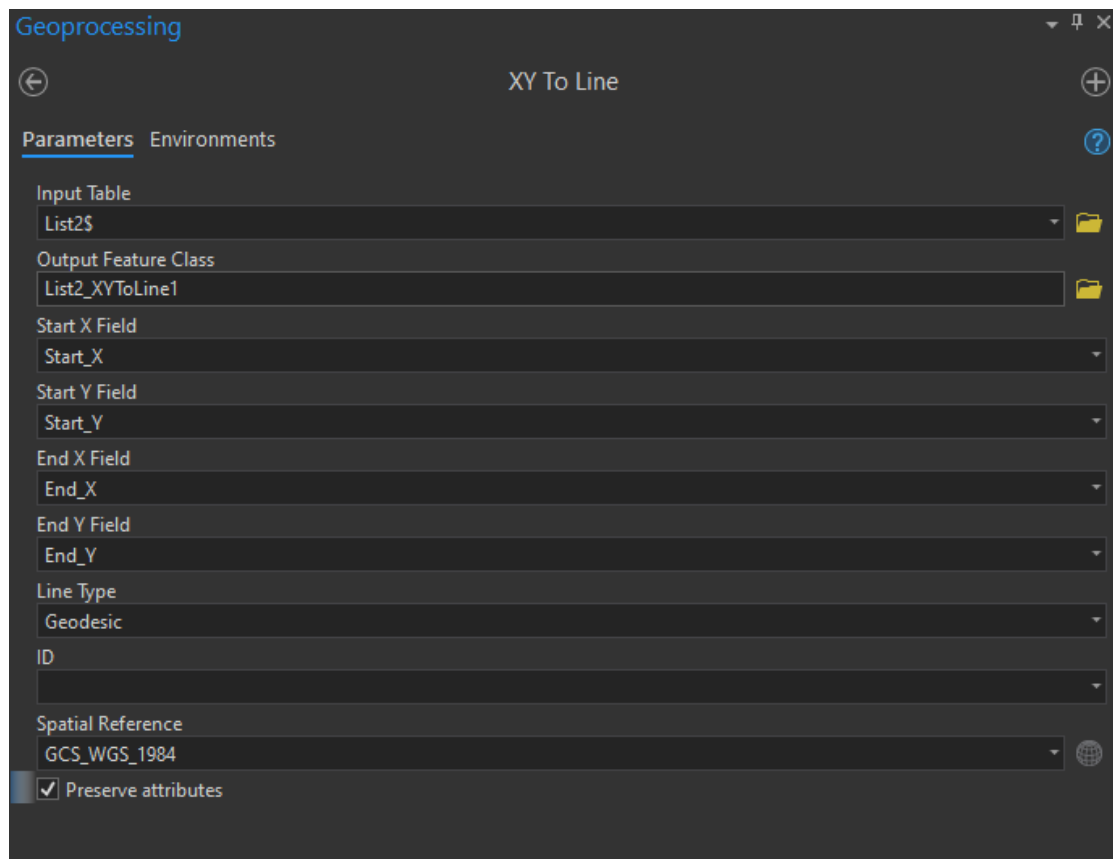 Geoprocessing
XY To Line
Parameters Environments
Input Table
List2$
Output Feature Class
List2_XYToLine1
Start X Field
Start_X
Start Y Field
Start_Y
End X Field
End_X
End Y Field
End_Y
Line Type
Geodesic
ID
Spatial Reference
GCS_WGS_1984
Preserve attributes